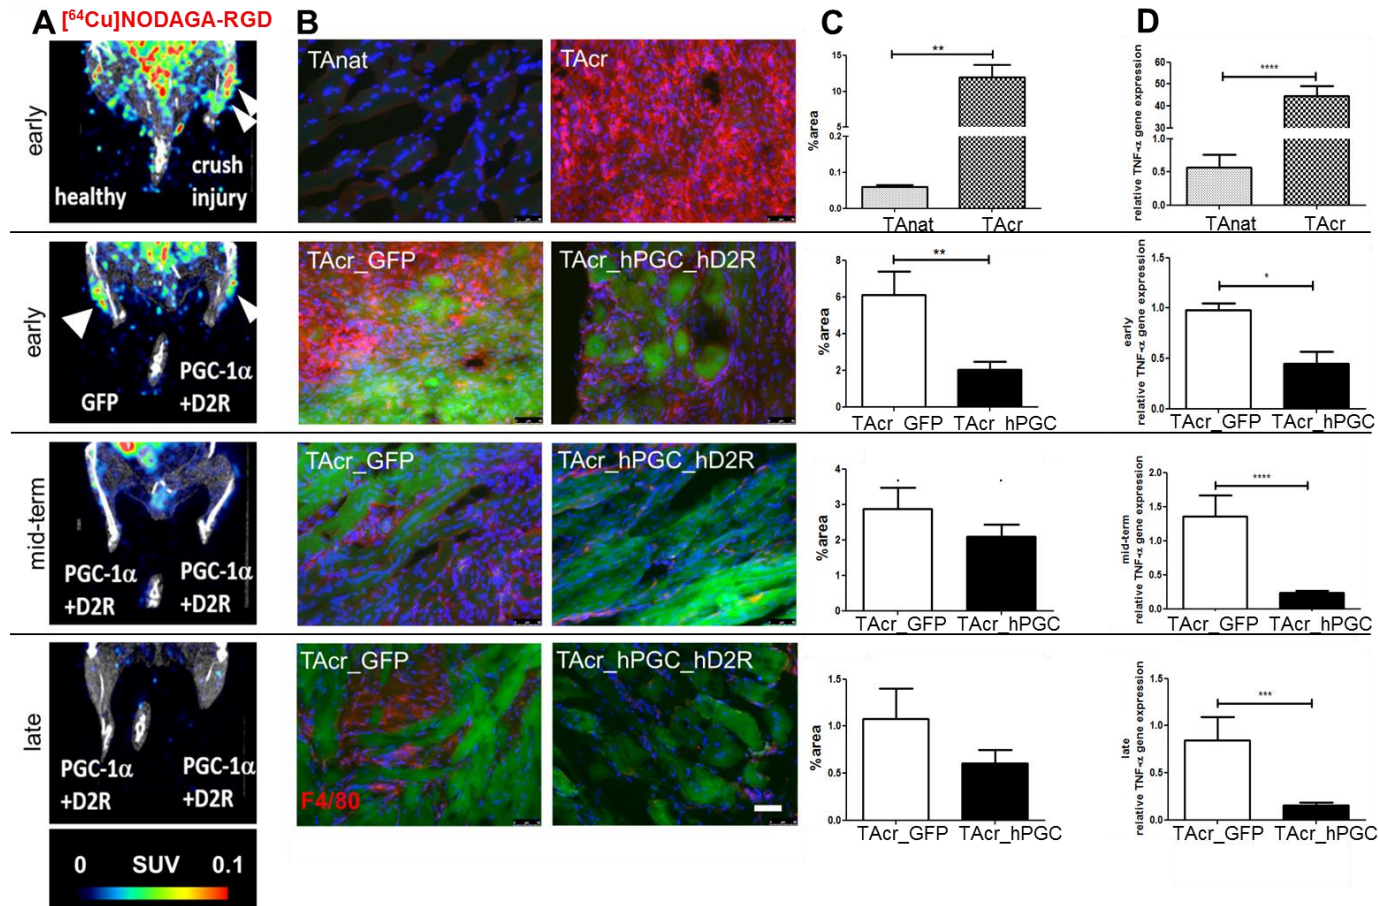 A [⁶⁴Cu]NODAGA-RGD B C D
early
healthy
crush
injury
TAnat TAcr
%area
15
10
5
0.2
0.1
0.0
**
TAnat TAcr
relative TNF-α gene expression
60
50
40
30
1.0
0.5
0.0
****
TAnat TAcr
early
GFP
PGC-1α
+D2R
TAcr_GFP TAcr_hPGC_hD2R
%area
8
6
4
2
0
**
TAcr_GFP TAcr_hPGC
early
relative TNF-α gene expression
1.5
1.0
0.5
0.0
*
TAcr_GFP TAcr_hPGC
mid-term
PGC-1α
+D2R
PGC-1α
+D2R
TAcr_GFP TAcr_hPGC_hD2R
%area
4
3
2
1
0
TAcr_GFP TAcr_hPGC
mid-term
relative TNF-α gene expression
2.0
1.5
1.0
0.5
0.0
****
TAcr_GFP TAcr_hPGC
late
PGC-1α
+D2R
PGC-1α
+D2R
TAcr_GFP TAcr_hPGC_hD2R
F4/80
%area
1.5
1.0
0.5
0.0
TAcr_GFP TAcr_hPGC
late
relative TNF-α gene expression
1.5
1.0
0.5
0.0
***
TAcr_GFP TAcr_hPGC
0 SUV 0.1